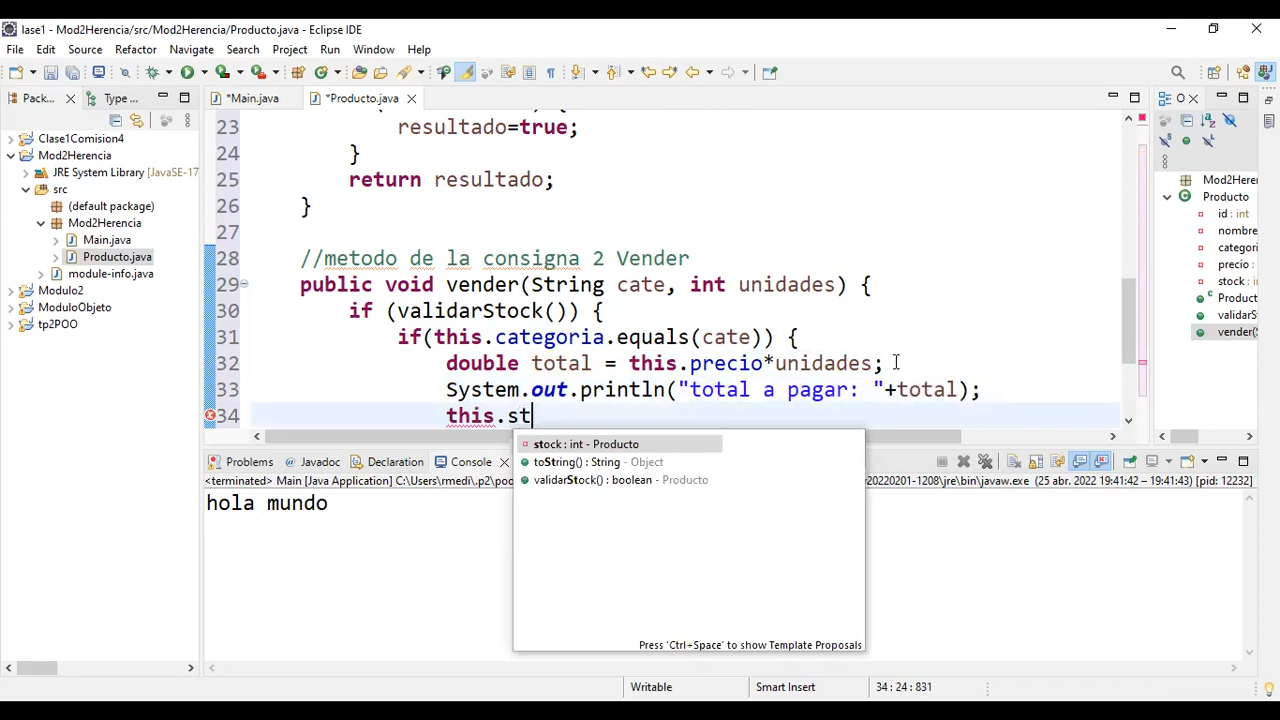 lase1 - Mod2Herencia/src/Mod2Herencia/Producto.java - Eclipse IDE
File Edit Source Refactor Navigate Search Project Run Window Help
Pack... Type ... *Main.java *Producto.java O
Clase1Comision4
Mod2Herencia
JRE System Library [JavaSE-17
src
(default package)
Mod2Herencia
Main.java
Producto.java
module-info.java
Modulo2
ModuloObjeto
tp2POO
23 resultado=true;
24 }
25 return resultado;
26 }
27
28 //metodo de la consigna 2 Vender
29 public void vender(String cate, int unidades) {
30 if (validarStock()) {
31 if(this.categoria.equals(cate)) {
32 double total = this.precio*unidades;
33 System.out.println("total a pagar: "+total);
34 this.st
stock : int - Producto
toString() : String - Object
validarStock() : boolean - Producto
Press 'Ctrl+Space' to show Template Proposals
Mod2Here
Producto
id : int
nombre
categori
precio :
stock : i
Product
validarS
vender(S
Problems Javadoc Declaration Console
<terminated> Main [Java Application] C:\Users\rmedi\.p2\poo 20220201-1208\jre\bin\javaw.exe (25 abr. 2022 19:41:42 – 19:41:43) [pid: 12232]
hola mundo
Writable Smart Insert 34 : 24 : 831